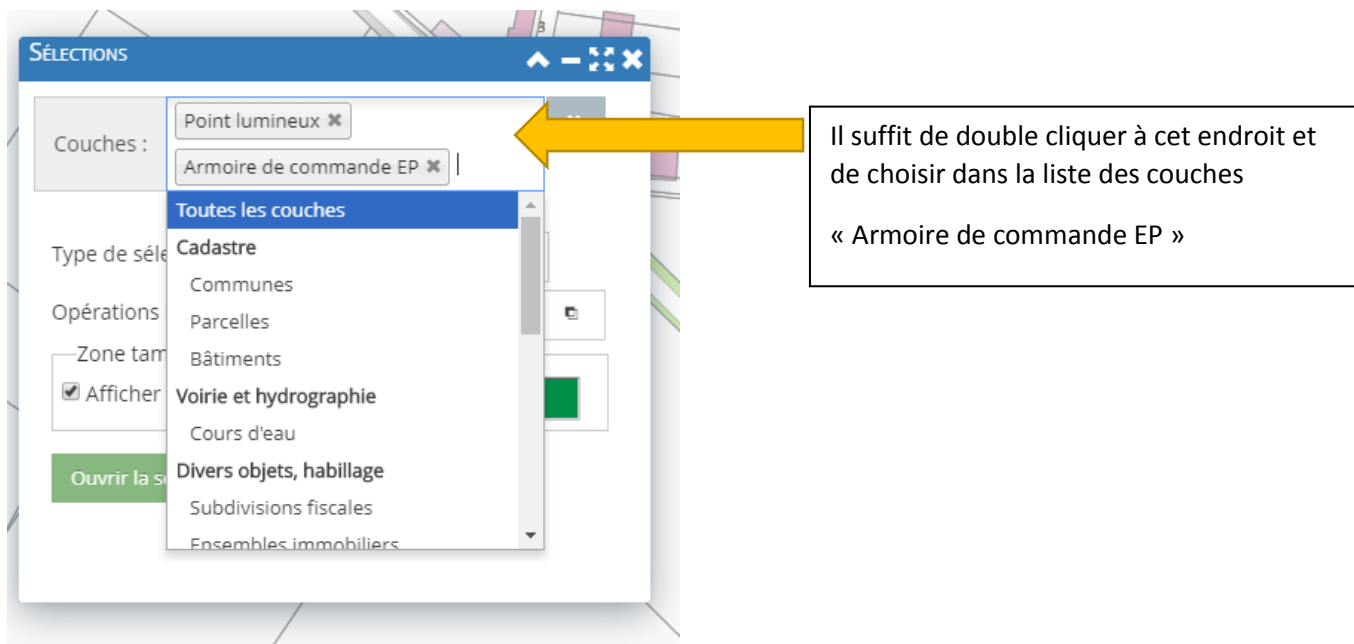 3
SÉLECTIONS
Couches :
Point lumineux ✖
Armoire de commande EP ✖
Toutes les couches
Cadastre
Communes
Parcelles
Bâtiments
Voirie et hydrographie
Cours d'eau
Divers objets, habillage
Subdivisions fiscales
Ensembles immobiliers
Type de séle
Opérations
Zone tam
Afficher
Ouvrir la s
Il suffit de double cliquer à cet endroit et
de choisir dans la liste des couches
« Armoire de commande EP »